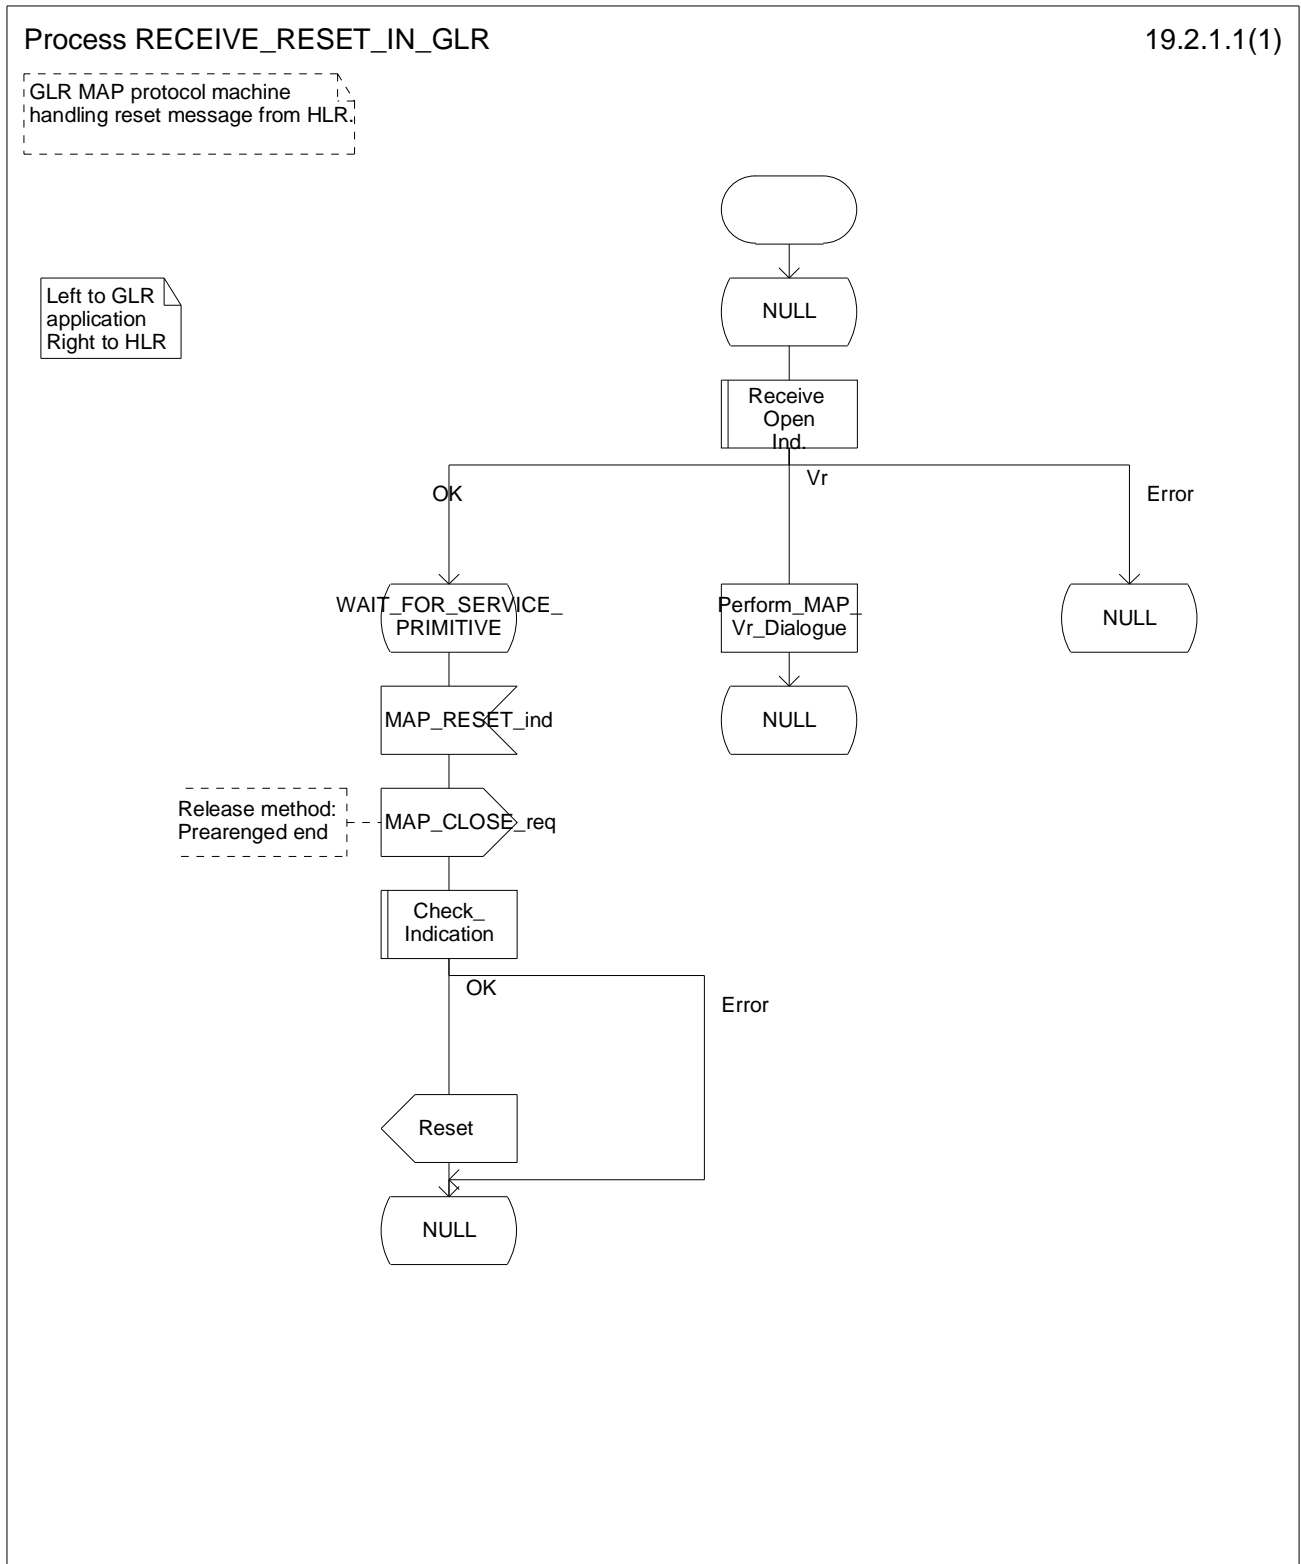 Process RECEIVE_RESET_IN_GLR
19.2.1.1(1)
GLR MAP protocol machine
handling reset message from HLR.
Left to GLR
application
Right to HLR
NULL
Receive
Open
Ind.
OK
Vr
Error
WAIT_FOR_SERVICE_
PRIMITIVE
Perform_MAP_
Vr_Dialogue
NULL
MAP_RESET_ind
NULL
Release method:
Prearenged end
MAP_CLOSE_req
Check_
Indication
OK
Error
Reset
NULL